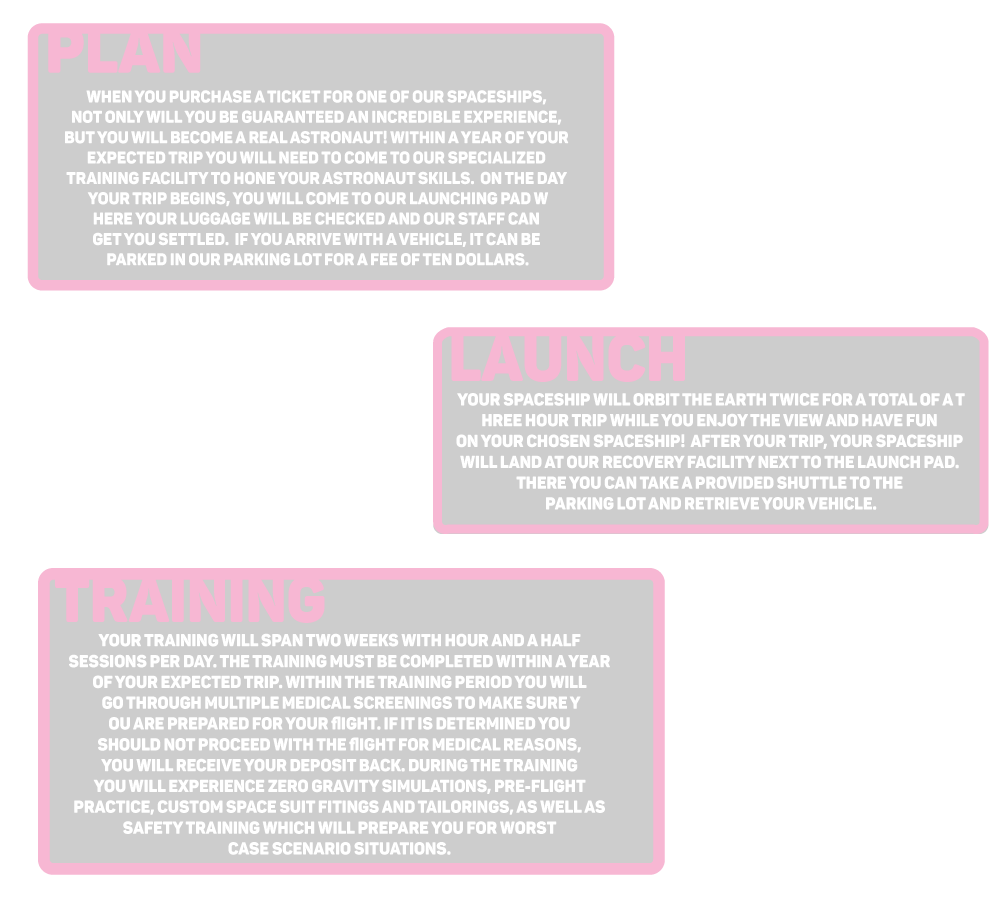 PLAN
WHEN YOU PURCHASE A TICKET FOR ONE OF OUR SPACESHIPS,
NOT ONLY WILL YOU BE GUARANTEED AN INCREDIBLE EXPERIENCE,
BUT YOU WILL BECOME A REAL ASTRONAUT! WITHIN A YEAR OF YOUR
EXPECTED TRIP YOU WILL NEED TO COME TO OUR SPECIALIZED
TRAINING FACILITY TO HONE YOUR ASTRONAUT SKILLS. ON THE DAY
YOUR TRIP BEGINS, YOU WILL COME TO OUR LAUNCHING PAD W
HERE YOUR LUGGAGE WILL BE CHECKED AND OUR STAFF CAN
GET YOU SETTLED. IF YOU ARRIVE WITH A VEHICLE, IT CAN BE
PARKED IN OUR PARKING LOT FOR A FEE OF TEN DOLLARS.
LAUNCH
YOUR SPACESHIP WILL ORBIT THE EARTH TWICE FOR A TOTAL OF A T
HREE HOUR TRIP WHILE YOU ENJOY THE VIEW AND HAVE FUN
ON YOUR CHOSEN SPACESHIP! AFTER YOUR TRIP, YOUR SPACESHIP
WILL LAND AT OUR RECOVERY FACILITY NEXT TO THE LAUNCH PAD.
THERE YOU CAN TAKE A PROVIDED SHUTTLE TO THE
PARKING LOT AND RETRIEVE YOUR VEHICLE.
TRAINING
YOUR TRAINING WILL SPAN TWO WEEKS WITH HOUR AND A HALF
SESSIONS PER DAY. THE TRAINING MUST BE COMPLETED WITHIN A YEAR
OF YOUR EXPECTED TRIP. WITHIN THE TRAINING PERIOD YOU WILL
GO THROUGH MULTIPLE MEDICAL SCREENINGS TO MAKE SURE Y
OU ARE PREPARED FOR YOUR flIGHT. IF IT IS DETERMINED YOU
SHOULD NOT PROCEED WITH THE flIGHT FOR MEDICAL REASONS,
YOU WILL RECEIVE YOUR DEPOSIT BACK. DURING THE TRAINING
YOU WILL EXPERIENCE ZERO GRAVITY SIMULATIONS, PRE-FLIGHT
PRACTICE, CUSTOM SPACE SUIT FITINGS AND TAILORINGS, AS WELL AS
SAFETY TRAINING WHICH WILL PREPARE YOU FOR WORST
CASE SCENARIO SITUATIONS.